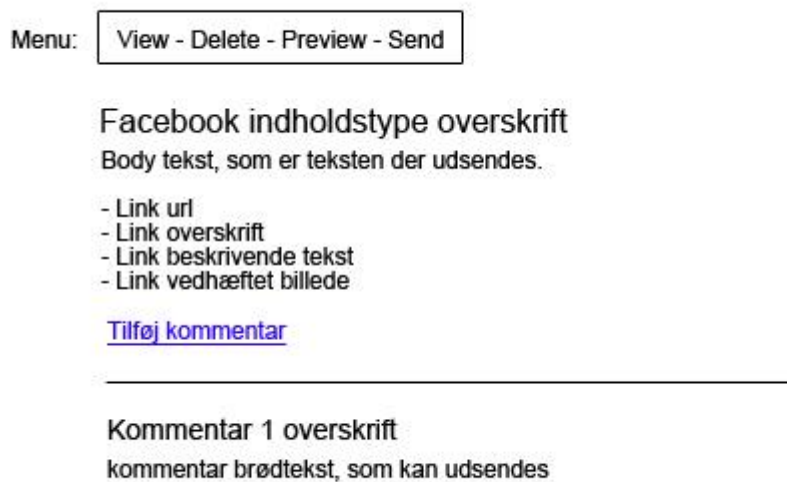 Menu: View - Delete - Preview - Send
Facebook indholdstype overskrift
Body tekst, som er teksten der udsendes.
- Link url
- Link overskrift
- Link beskrivende tekst
- Link vedhæftet billede
Tilføj kommentar
Kommentar 1 overskrift
kommentar brødtekst, som kan udsendes